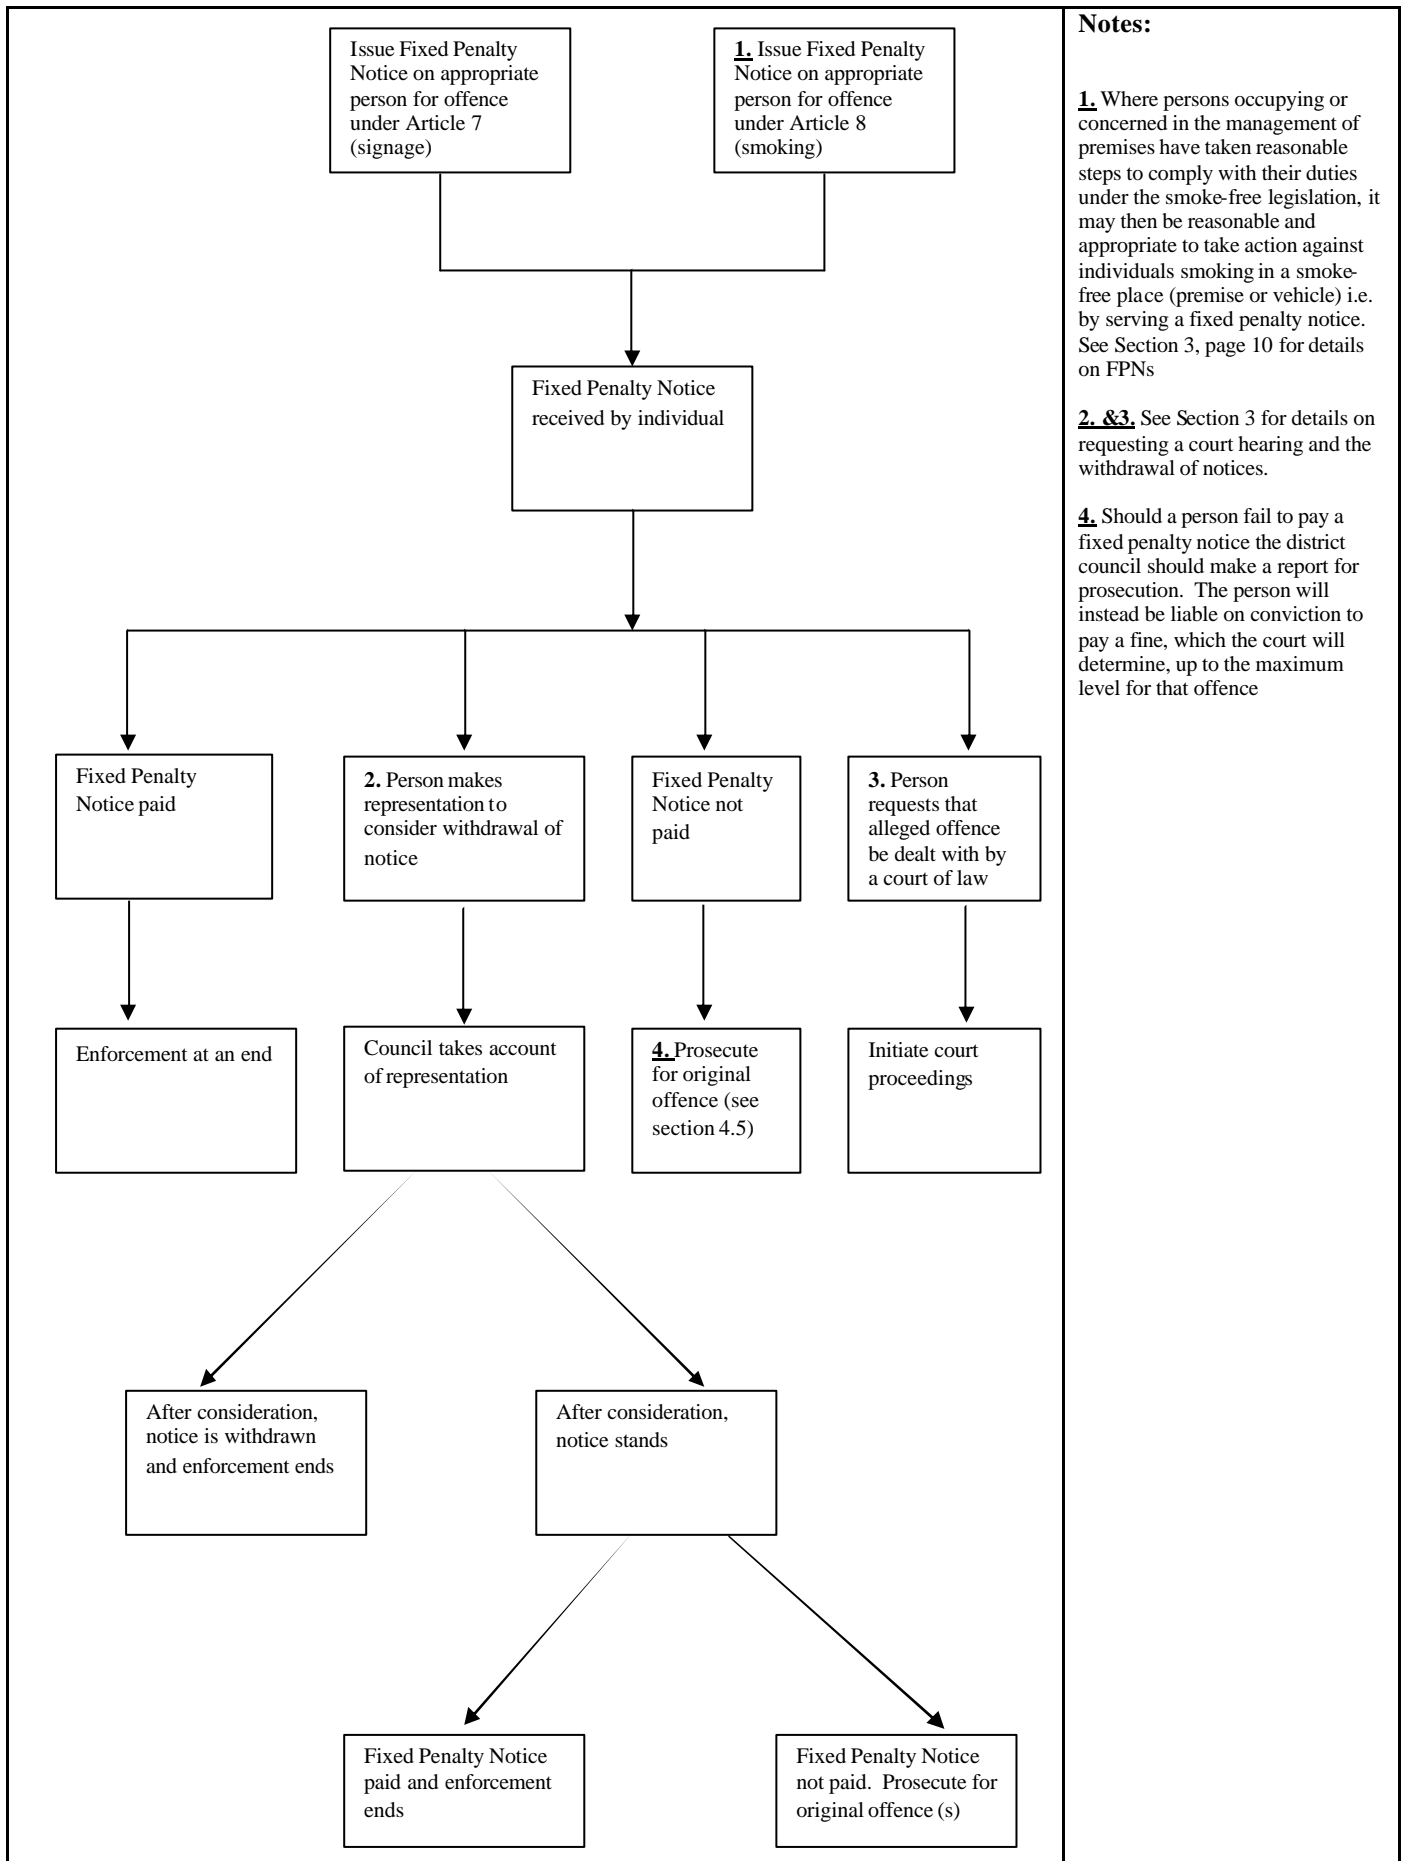 Issue Fixed Penalty
Notice on appropriate
person for offence
under Article 7
(signage)
1. Issue Fixed Penalty
Notice on appropriate
person for offence
under Article 8
(smoking)
Fixed Penalty Notice
received by individual
Fixed Penalty
Notice paid
2. Person makes
representation to
consider withdrawal of
notice
Fixed Penalty
Notice not
paid
3. Person
requests that
alleged offence
be dealt with by
a court of law
Enforcement at an end
Council takes account
of representation
4. Prosecute
for original
offence (see
section 4.5)
Initiate court
proceedings
After consideration,
notice is withdrawn
and enforcement ends
After consideration,
notice stands
Fixed Penalty Notice
paid and enforcement
ends
Fixed Penalty Notice
not paid.  Prosecute for
original offence (s)
Notes:
1. Where persons occupying or
concerned in the management of
premises have taken reasonable
steps to comply with their duties
under the smoke-free legislation, it
may then be reasonable and
appropriate to take action against
individuals smoking in a smoke-
free place (premise or vehicle) i.e.
by serving a fixed penalty notice.
See Section 3, page 10 for details
on FPNs
2. &3. See Section 3 for details on
requesting a court hearing and the
withdrawal of notices.
4. Should a person fail to pay a
fixed penalty notice the district
council should make a report for
prosecution.  The person will
instead be liable on conviction to
pay a fine, which the court will
determine, up to the maximum
level for that offence